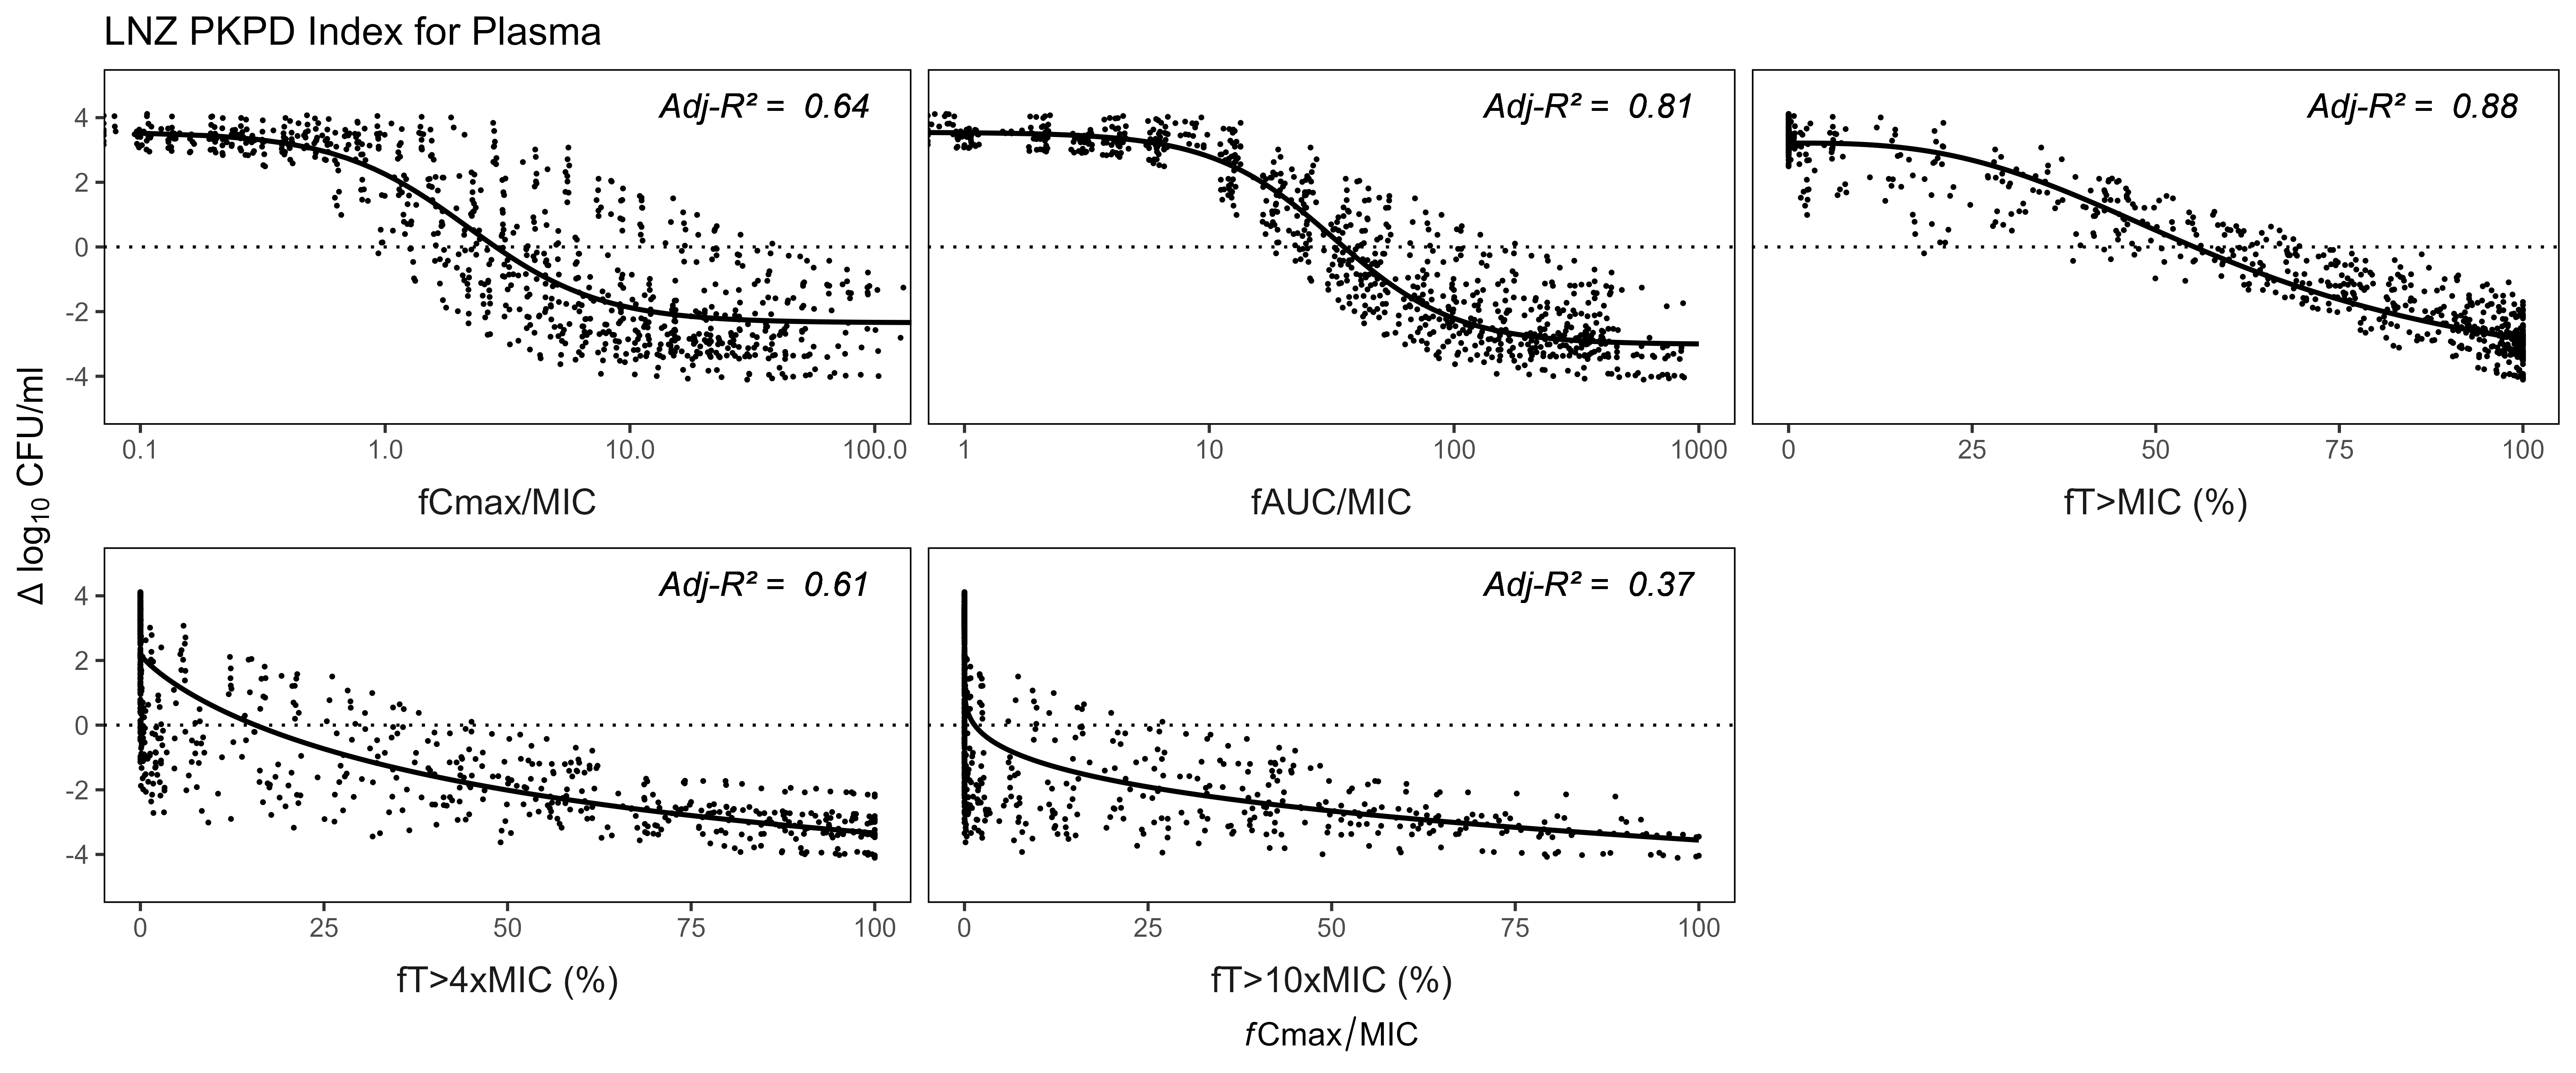 LNZ PKPD Index for Plasma
Δ log10 CFU/ml
Adj-R² = 0.64
4
2
0
-2
-4
0.1 1.0 10.0 100.0
fCmax/MIC
Adj-R² = 0.81
1 10 100 1000
fAUC/MIC
Adj-R² = 0.88
0 25 50 75 100
fT>MIC (%)
Adj-R² = 0.61
4
2
0
-2
-4
0 25 50 75 100
fT>4xMIC (%)
Adj-R² = 0.37
0 25 50 75 100
fT>10xMIC (%)
fCmax/MIC